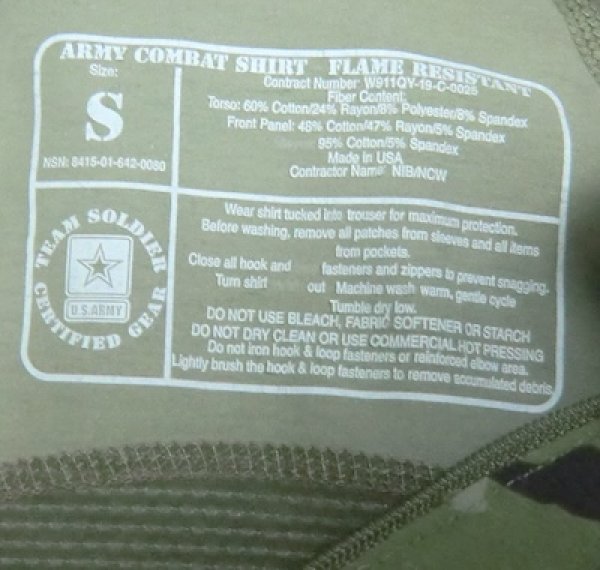 ARMY COMBAT SHIRT FLAME RESISTANT
Size:
S
NSN: 8415-01-642-0080
Contract Number W911QY-19-C-0025
Fiber Content:
Torso: 60% Cotton/24% Rayon/8% Polyester/8% Spandex
Front Panel: 48% Cotton/47% Rayon/5% Spandex
95% Cotton/5% Spandex
Made in USA
Contractor Name NIB/NCW
TEAM SOLDIER
U.S.ARMY
CERTIFIED GEAR
Wear shirt tucked into trouser for maximum protection.
Before washing, remove all patches from sleeves and all items
from pockets.
Close all hook and fasteners and zippers to prevent snagging.
Turn shirt out Machine wash warm, gentle cycle
Tumble dry low.
DO NOT USE BLEACH, FABRIC SOFTENER OR STARCH
DO NOT DRY CLEAN OR USE COMMERCIAL HOT PRESSING
Do not iron hook & loop fasteners or reinforced elbow area.
Lightly brush the hook & loop fasteners to remove accumulated debris